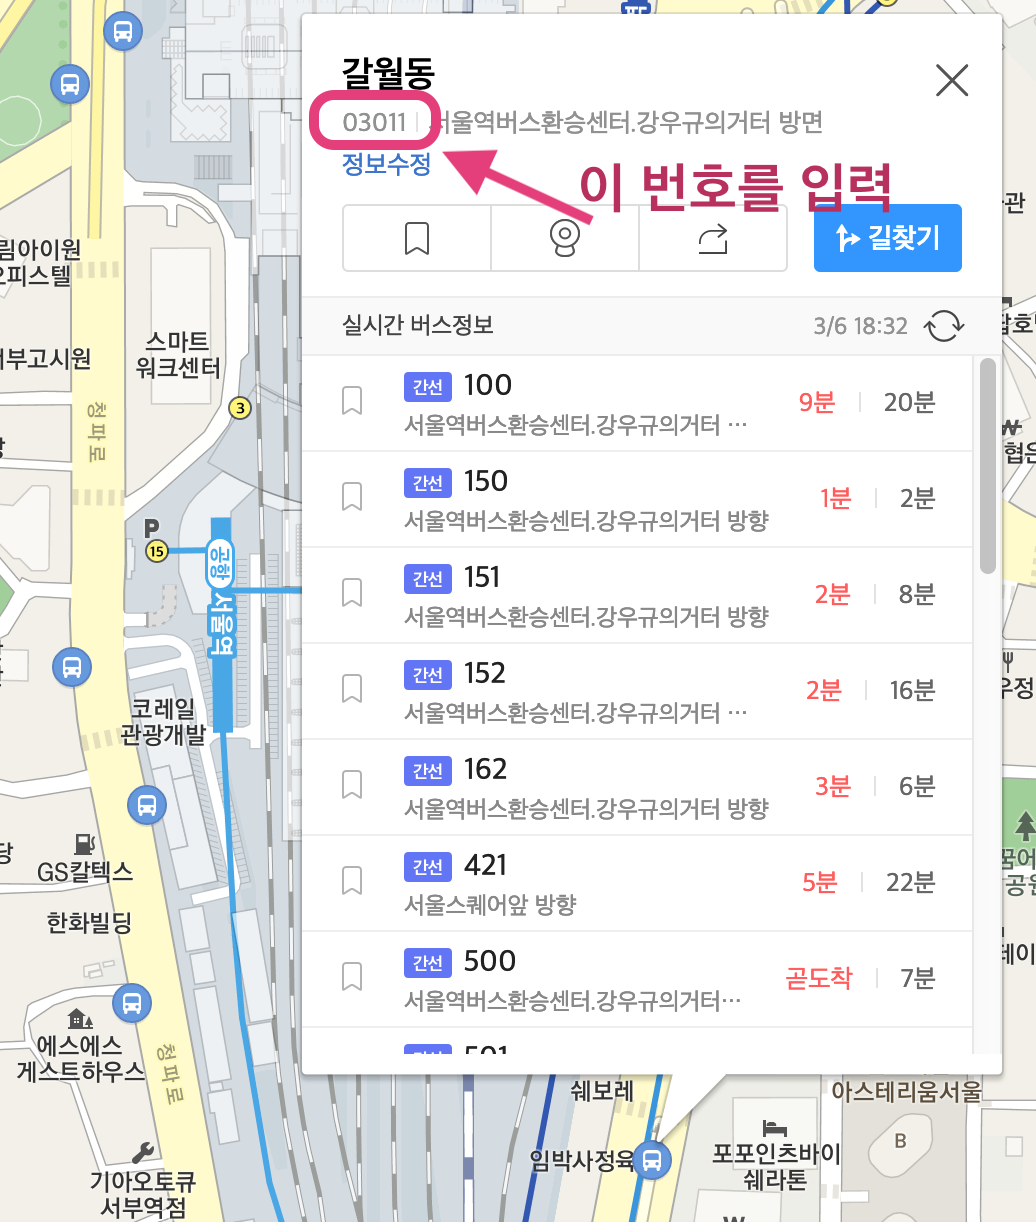 갈월동
03011
서울역버스환승센터.강우규의거터 방면
정보수정
이 번호를 입력
길찾기
실시간 버스정보
3/6 18:32
간선 100 9분 20분
서울역버스환승센터.강우규의거터 ···
간선 150 1분 2분
서울역버스환승센터.강우규의거터 방향
간선 151 2분 8분
서울역버스환승센터.강우규의거터 방향
간선 152 2분 16분
서울역버스환승센터.강우규의거터 ···
간선 162 3분 6분
서울역버스환승센터.강우규의거터 방향
간선 421 5분 22분
서울스퀘어앞 방향
간선 500 곧도착 7분
서울역버스환승센터.강우규의거터···
간선 501
림아이원
오피스텔
서부고시원
스마트
워크센터
청파로
3
P
15
공항
서울역
코레일
관광개발
GS칼텍스
한화빌딩
에스에스
게스트하우스
청파로
기아오토큐
서부역점
쉐보레
임박사정육
아스테리움서울
포포인츠바이
쉐라톤
B
관
협은
우정
꿈어
공원
테이
당